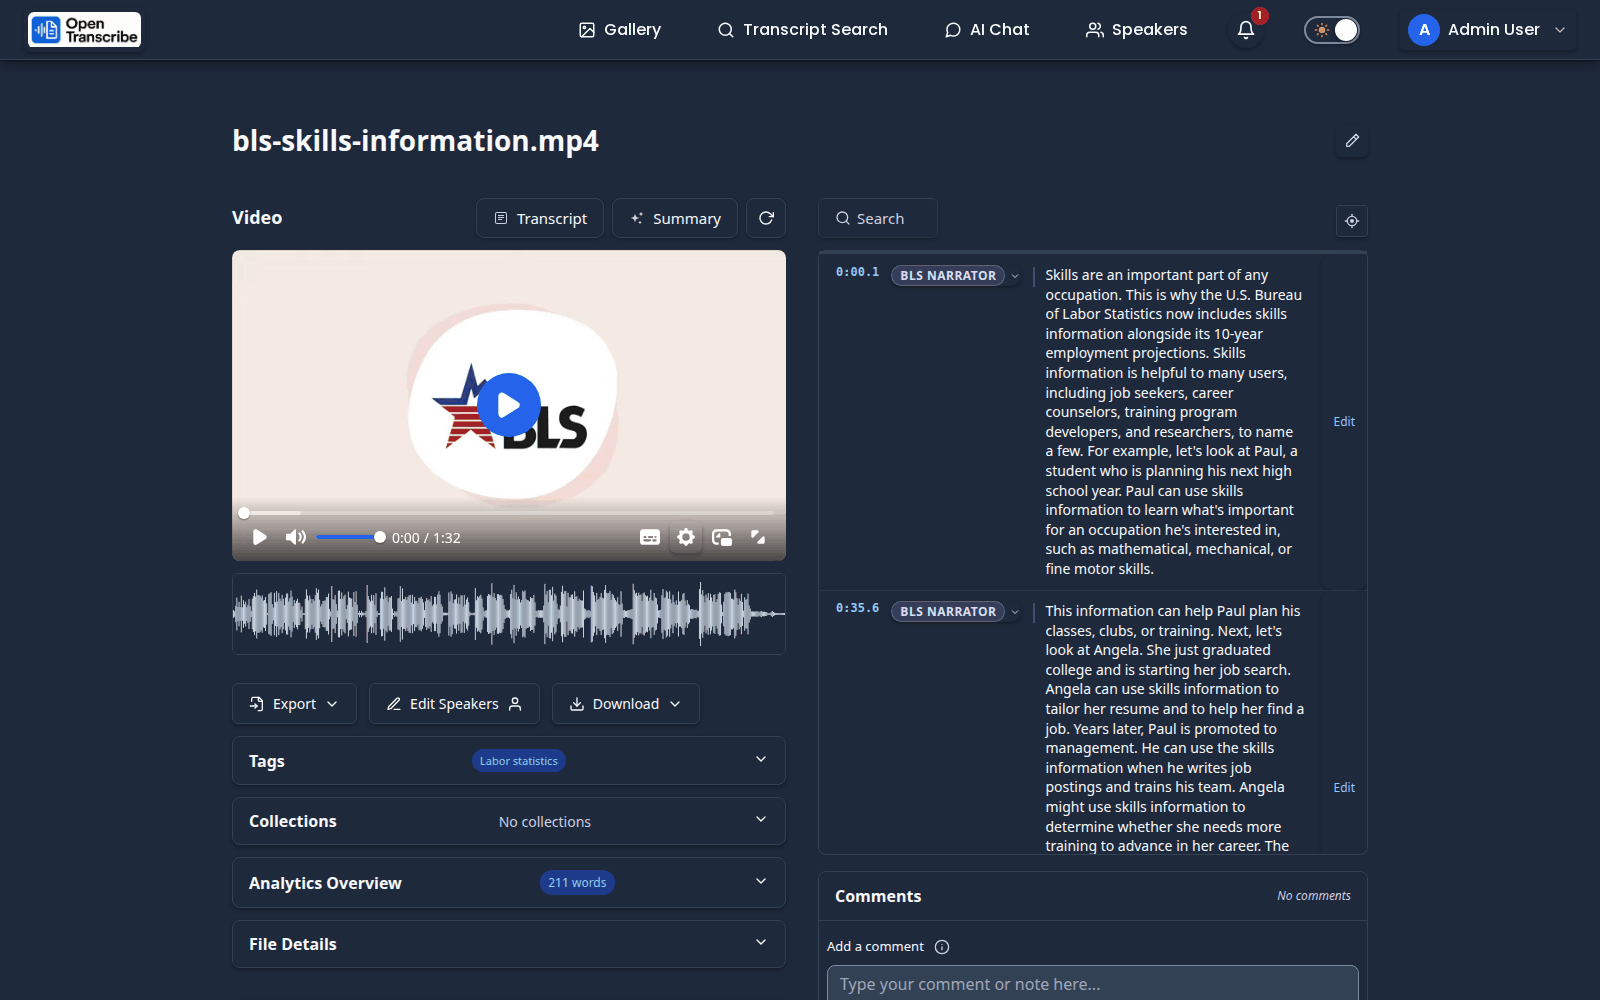 Open
Transcribe
Gallery
Transcript Search
AI Chat
Speakers
1
A
Admin User
bls-skills-information.mp4
Video
Transcript
Summary
Search
BLS
0:00 / 1:32
0:00.1
BLS NARRATOR
Skills are an important part of any
occupation. This is why the U.S. Bureau
of Labor Statistics now includes skills
information alongside its 10-year
employment projections. Skills
information is helpful to many users,
including job seekers, career
counselors, training program
developers, and researchers, to name
a few. For example, let's look at Paul, a
student who is planning his next high
school year. Paul can use skills
information to learn what's important
for an occupation he's interested in,
such as mathematical, mechanical, or
fine motor skills.
Edit
0:35.6
BLS NARRATOR
This information can help Paul plan his
classes, clubs, or training. Next, let's
look at Angela. She just graduated
college and is starting her job search.
Angela can use skills information to
tailor her resume and to help her find a
job. Years later, Paul is promoted to
management. He can use the skills
information when he writes job
postings and trains his team. Angela
might use skills information to
determine whether she needs more
training to advance in her career. The
Edit
Export
Edit Speakers
Download
Tags
Labor statistics
Collections
No collections
Analytics Overview
211 words
File Details
Comments
No comments
Add a comment
Type your comment or note here...